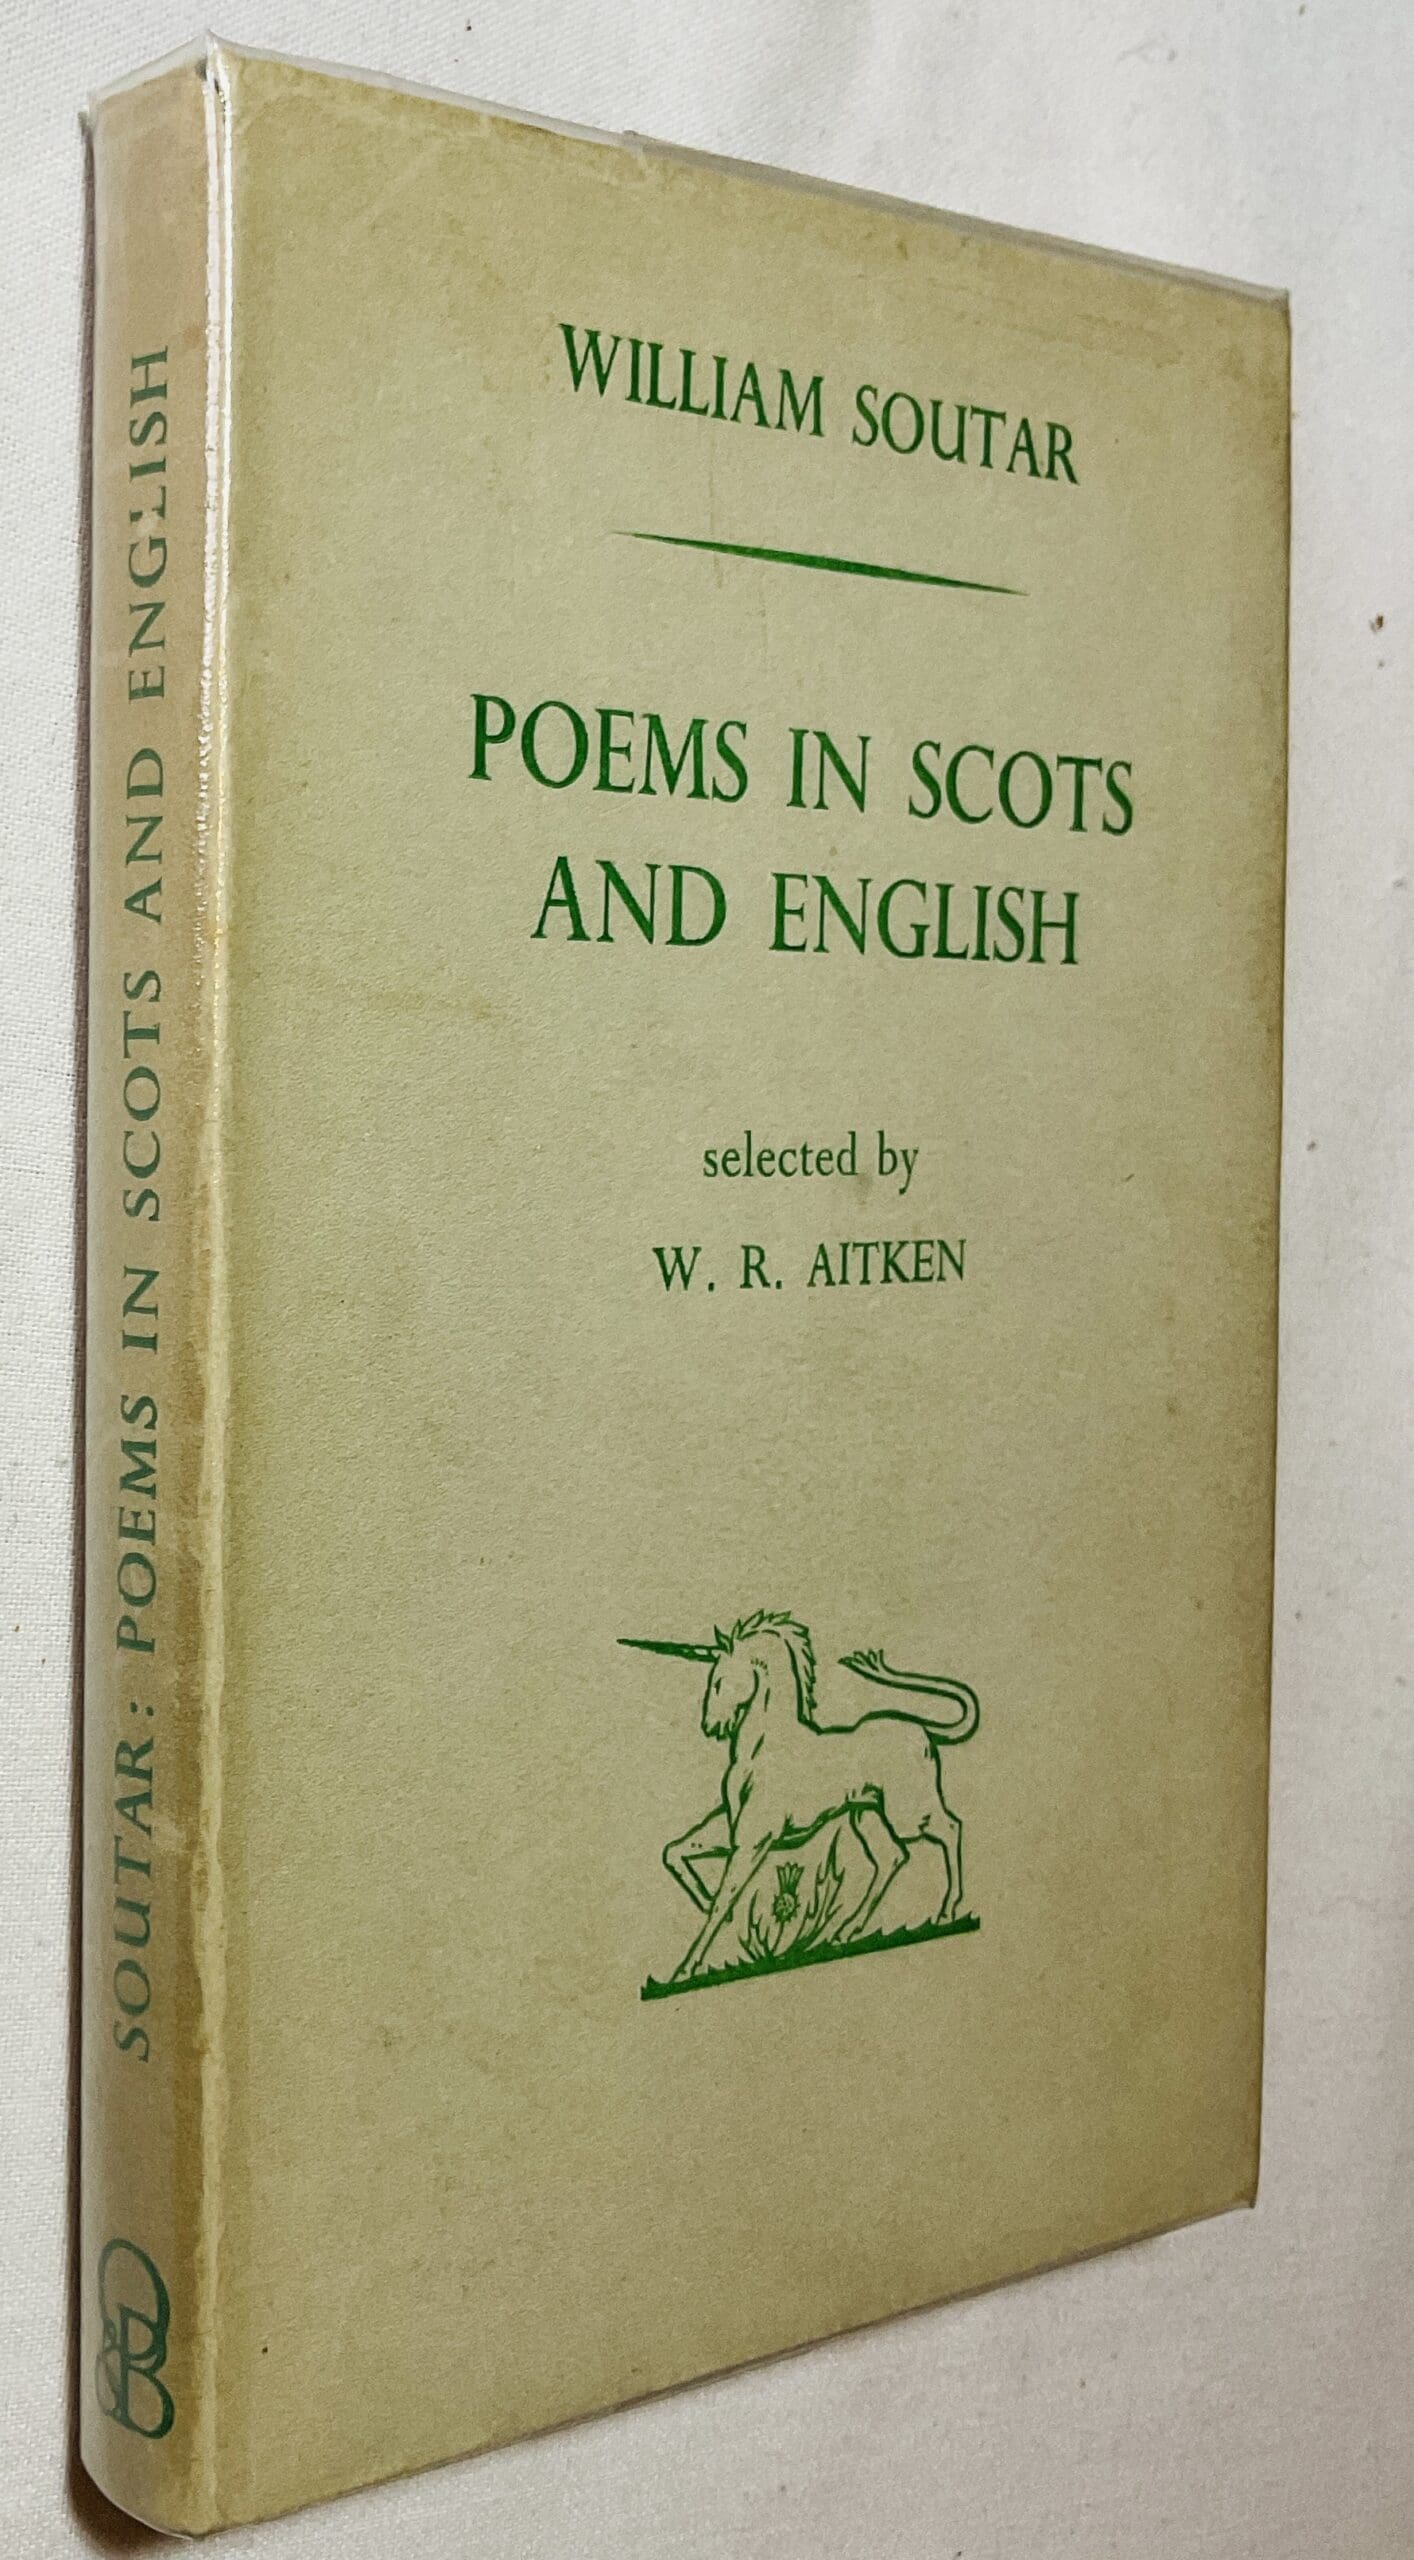 WILLIAM SOUTAR
POEMS IN SCOTS
AND ENGLISH
selected by
W. R. AITKEN
SOUTAR: POEMS IN SCOTS AND ENGLISH